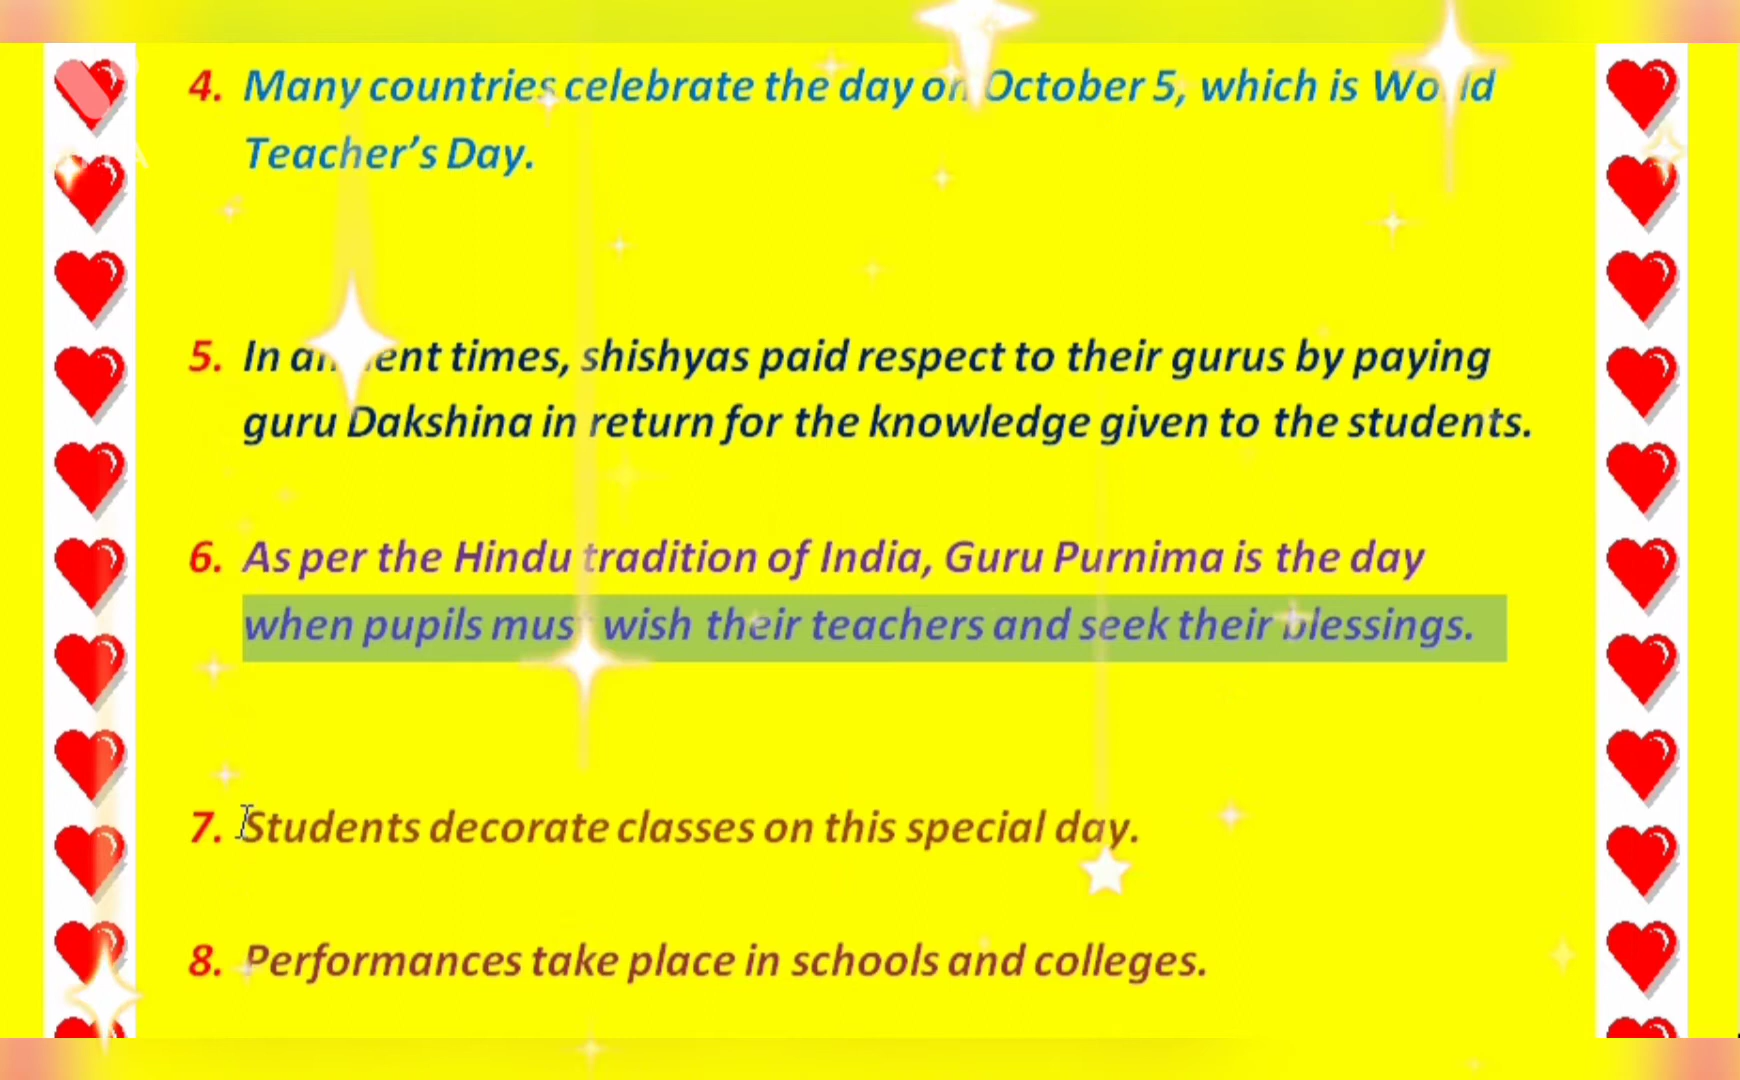 4. Many countries celebrate the day on October 5, which is World
Teacher's Day.
5. In ancient times, shishyas paid respect to their gurus by paying
guru Dakshina in return for the knowledge given to the students.
6. As per the Hindu tradition of India, Guru Purnima is the day
when pupils must wish their teachers and seek their blessings.
7. Students decorate classes on this special day.
8. Performances take place in schools and colleges.